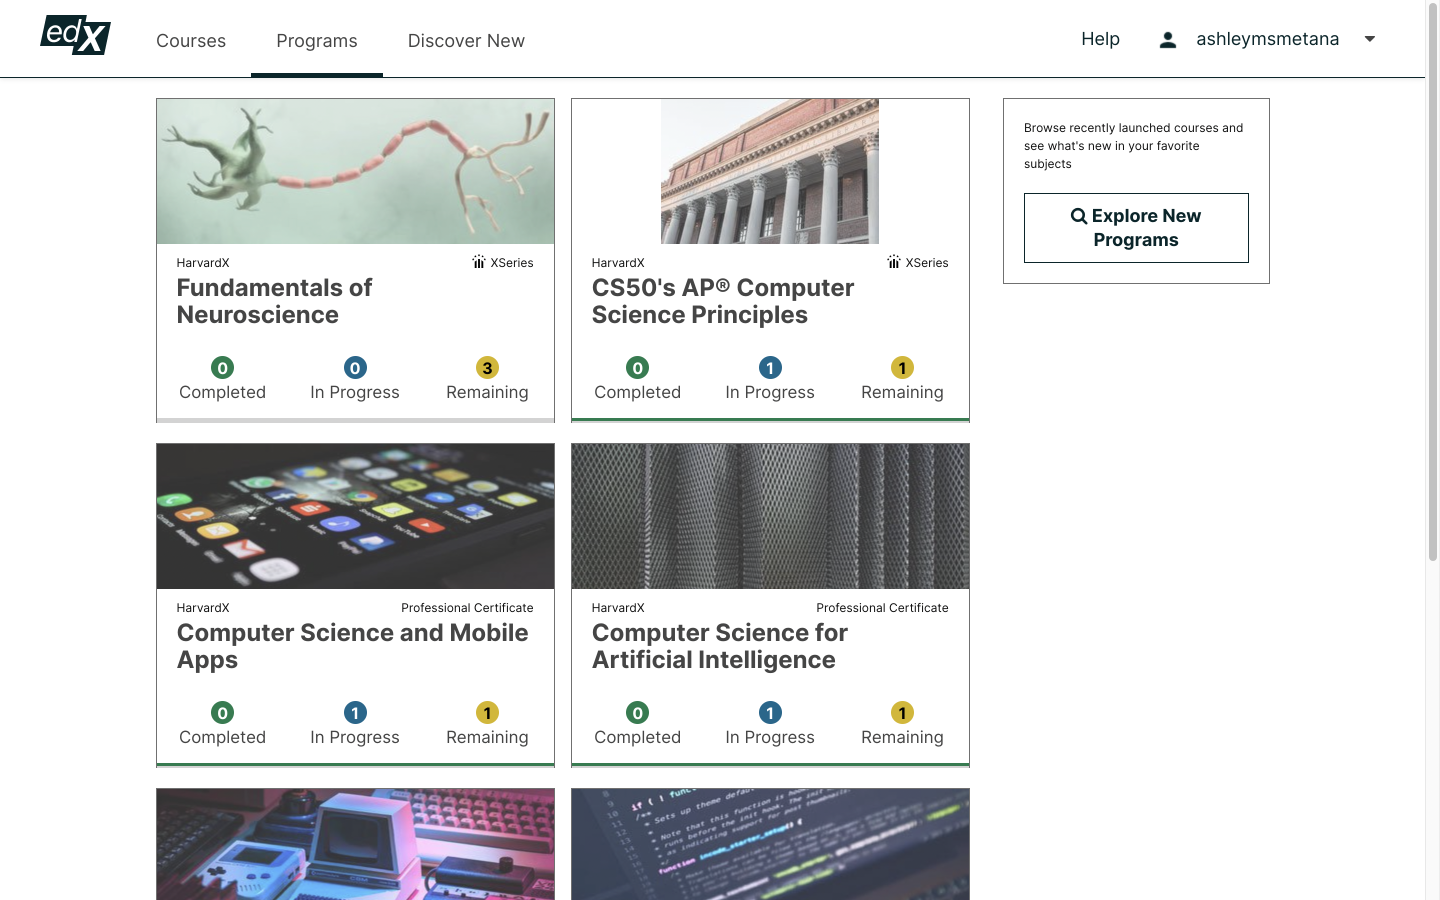 edX
Courses
Programs
Discover New
Help
ashleymsmetana
HarvardX
XSeries
Fundamentals of
Neuroscience
0
0
3
Completed
In Progress
Remaining
HarvardX
XSeries
CS50's AP® Computer
Science Principles
0
1
1
Completed
In Progress
Remaining
Browse recently launched courses and
see what's new in your favorite
subjects
Explore New
Programs
HarvardX
Professional Certificate
Computer Science and Mobile
Apps
0
1
1
Completed
In Progress
Remaining
HarvardX
Professional Certificate
Computer Science for
Artificial Intelligence
0
1
1
Completed
In Progress
Remaining